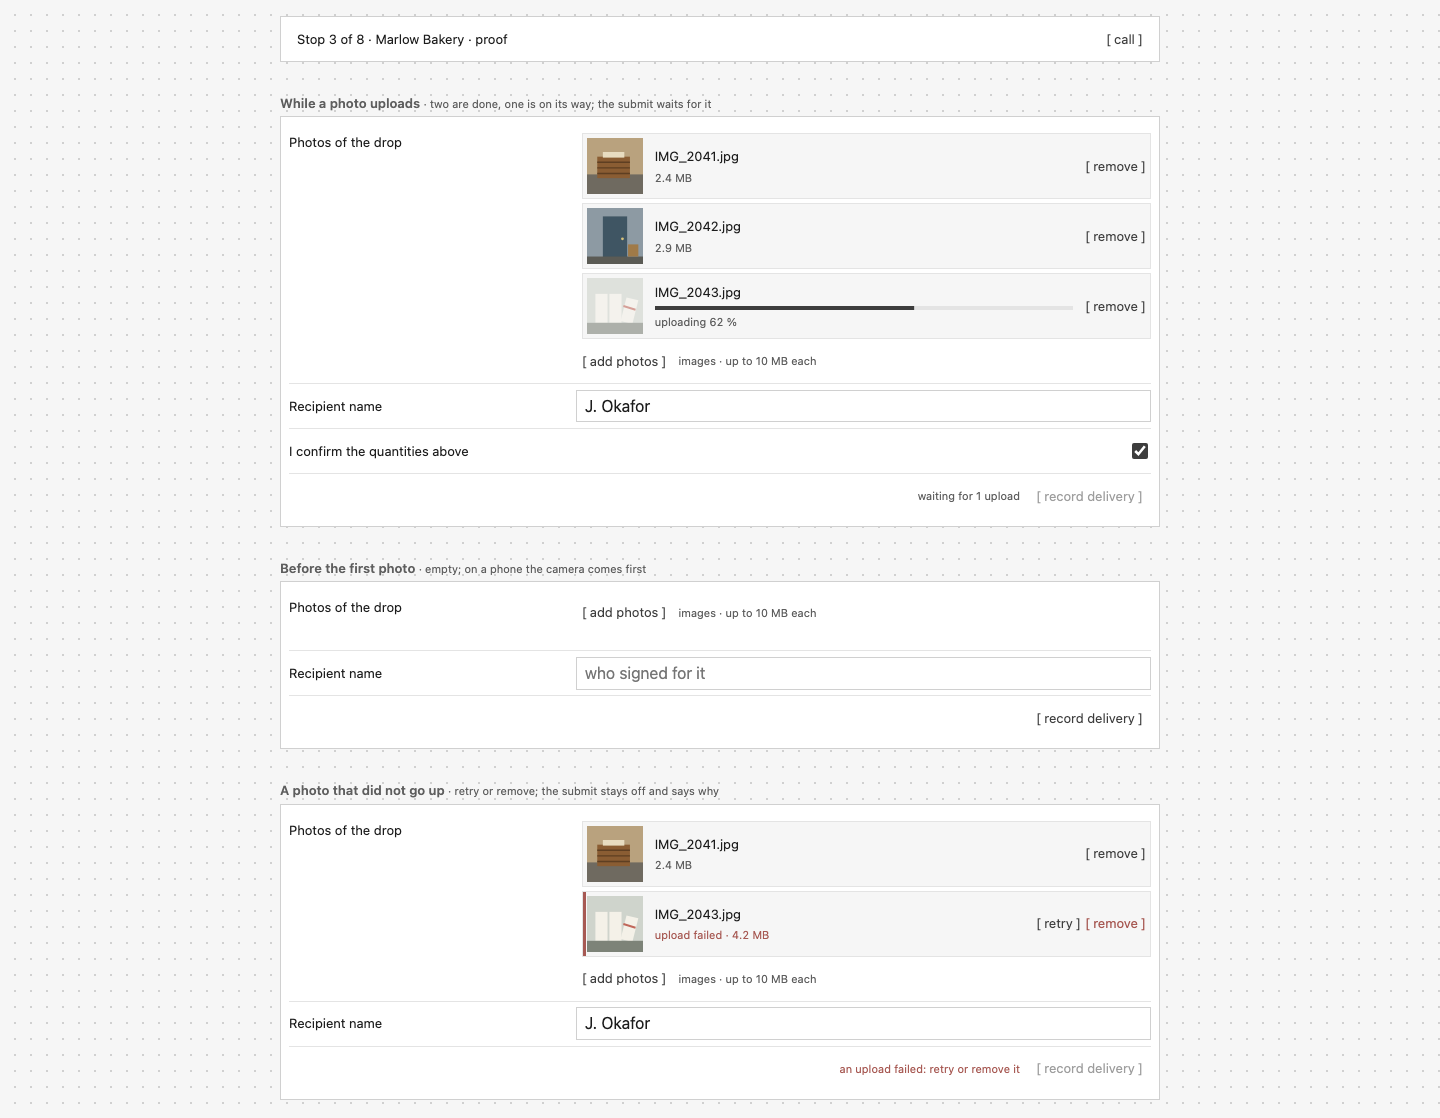 Stop 3 of 8 · Marlow Bakery · proof [ call ]
While a photo uploads · two are done, one is on its way; the submit waits for it
Photos of the drop
IMG_2041.jpg
2.4 MB
[ remove ]
IMG_2042.jpg
2.9 MB
[ remove ]
IMG_2043.jpg
uploading 62 %
[ remove ]
[ add photos ] images · up to 10 MB each
Recipient name J. Okafor
I confirm the quantities above
waiting for 1 upload [ record delivery ]
Before the first photo · empty; on a phone the camera comes first
Photos of the drop [ add photos ] images · up to 10 MB each
Recipient name who signed for it
[ record delivery ]
A photo that did not go up · retry or remove; the submit stays off and says why
Photos of the drop
IMG_2041.jpg
2.4 MB
[ remove ]
IMG_2043.jpg
upload failed · 4.2 MB
[ retry ] [ remove ]
[ add photos ] images · up to 10 MB each
Recipient name J. Okafor
an upload failed: retry or remove it [ record delivery ]